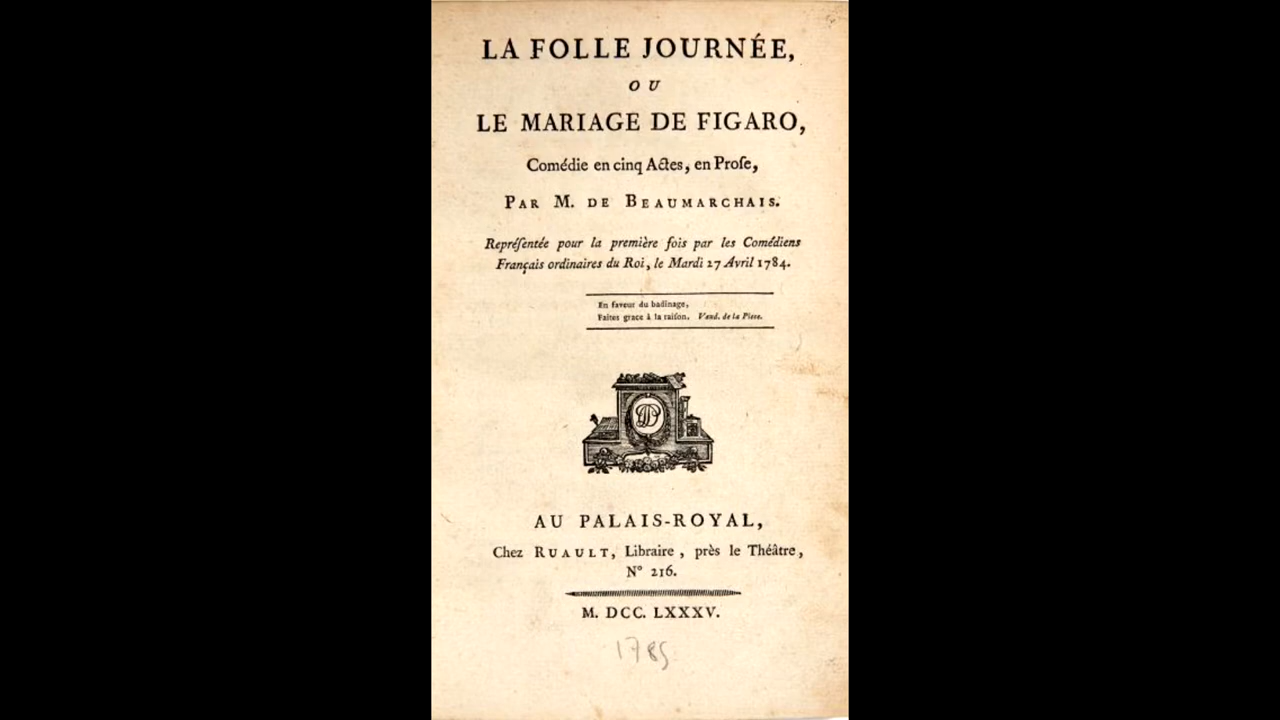 LA FOLLE JOURNÉE,
OU
LE MARIAGE DE FIGARO,
Comédie en cinq Actes, en Proſe,
PAR M. DE BEAUMARCHAIS.
Repréſentée pour la première fois par les Comédiens
Français ordinaires du Roi, le Mardi 27 Avril 1784.
En faveur du badinage,
Faites grace à la raiſon. Vaud. de la Piece.
AU PALAIS-ROYAL,
Chez RUAULT, Libraire, près le Théâtre,
N° 216.
M. DCC. LXXXV.
1785